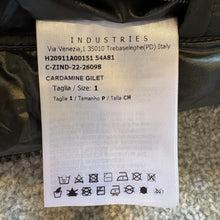 INDUSTRIES
Via Venezia,1 35010 Trebaseleghe(PD) Italy
H20911A00151 54A81
C-ZIND-22-26098
CARDAMINE GILET
Taglia / Size: 1
Taglia 1 / Tamanho P / Talla CH